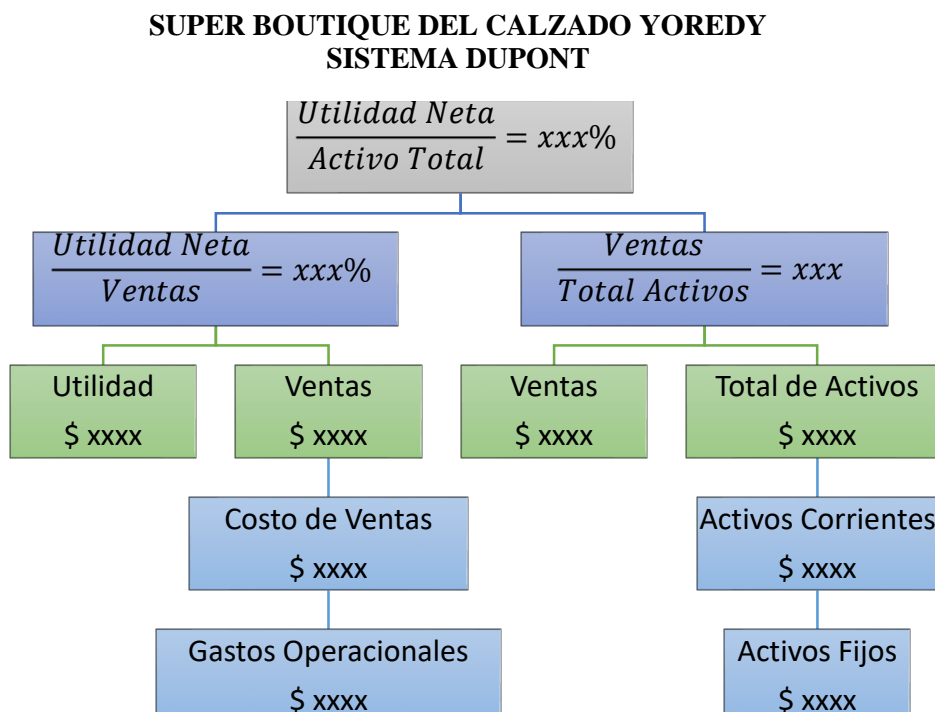 SUPER BOUTIQUE DEL CALZADO YOREDY
SISTEMA DUPONT
Utilidad Neta
Activo Total
= xxx%
Utilidad Neta
Ventas
= xxx%
Ventas
Total Activos
= xxx
Utilidad
$ xxxx
Ventas
$ xxxx
Ventas
$ xxxx
Total de Activos
$ xxxx
Costo de Ventas
$ xxxx
Activos Corrientes
$ xxxx
Gastos Operacionales
$ xxxx
Activos Fijos
$ xxxx